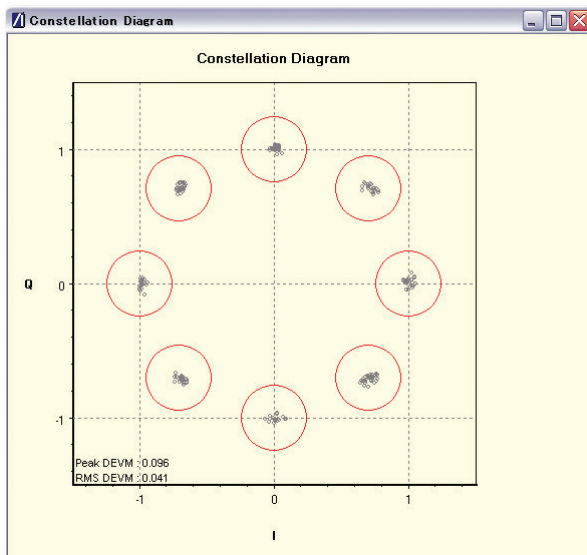 Constellation Diagram
Constellation Diagram
1
Q
0
-1
Peak DEVM : 0.096
RMS DEVM : 0.041
-1 0 1
I